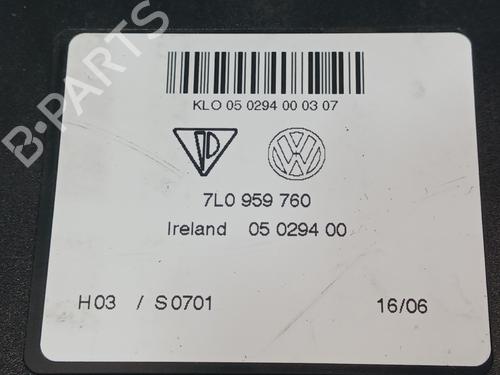 KLO 05 0294 00 03 07
7L0 959 760
Ireland 05 0294 00
H03 / S0701 16/06
B-PARTS